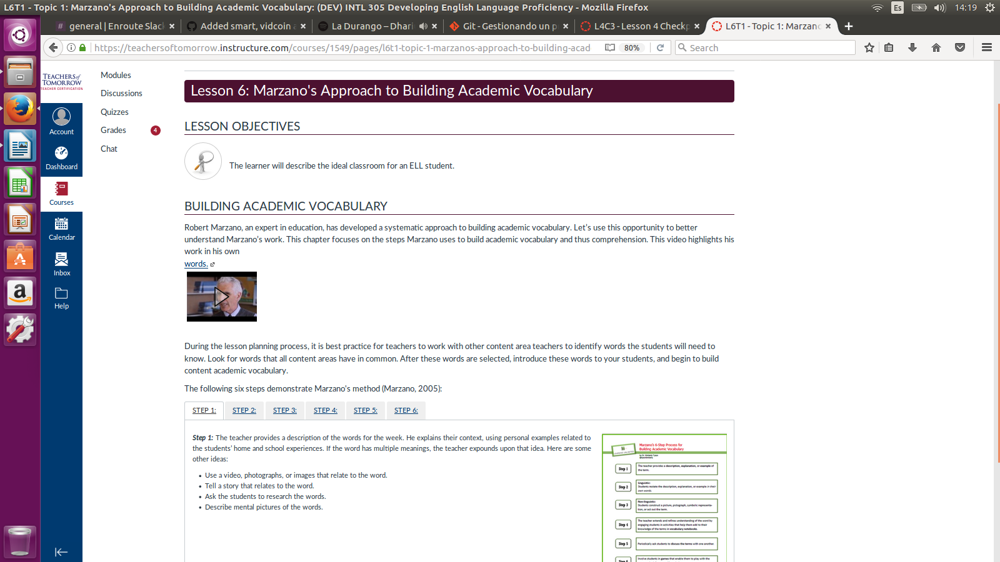 L6T1 - Topic 1: Marzano's Approach to Building Academic Vocabulary: (DEV) INTL 305 Developing English Language Proficiency - Mozilla Firefox
Es
14:19
# general | Enroute Slack
Added smart, vidcoin a
La Durango – Dhari
Git - Gestionando un p
L4C3 - Lesson 4 Checkp
L6T1 - Topic 1: Marzano
https://teachersoftomorrow.instructure.com/courses/1549/pages/l6t1-topic-1-marzanos-approach-to-building-acad
80%
Search
TEACHERS of
TOMORROW
TEACHER CERTIFICATION
Account
Dashboard
Courses
Calendar
Inbox
Help
Modules
Discussions
Quizzes
Grades 4
Chat
Lesson 6: Marzano's Approach to Building Academic Vocabulary
LESSON OBJECTIVES
The learner will describe the ideal classroom for an ELL student.
BUILDING ACADEMIC VOCABULARY
Robert Marzano, an expert in education, has developed a systematic approach to building academic vocabulary. Let's use this opportunity to better
understand Marzano's work. This chapter focuses on the steps Marzano uses to build academic vocabulary and thus comprehension. This video highlights his
work in his own
words.
During the lesson planning process, it is best practice for teachers to work with other content area teachers to identify words the students will need to
know. Look for words that all content areas have in common. After these words are selected, introduce these words to your students, and begin to build
content academic vocabulary.
The following six steps demonstrate Marzano's method (Marzano, 2005):
STEP 1: STEP 2: STEP 3: STEP 4: STEP 5: STEP 6:
Step 1: The teacher provides a description of the words for the week. He explains their context, using personal examples related to
the students' home and school experiences. If the word has multiple meanings, the teacher expounds upon that idea. Here are some
other ideas:
• Use a video, photographs, or images that relate to the word.
• Tell a story that relates to the word.
• Ask the students to research the words.
• Describe mental pictures of the words.
Marzano's 6-Step Process for
Building Academic Vocabulary
Step 1
The teacher provides a description, explanation, or example of
the term.
Step 2
Linguistic:
Students restate the description, explanation, or example in their
own words.
Step 3
Non-linguistic:
Students construct a picture, pictograph, symbolic representa-
tion, or act out the term.
Step 4
The teacher extends and refines understanding of the word by
engaging students in activities that help them add to their
knowledge of the terms in vocabulary notebooks.
Step 5
Periodically ask students to discuss the terms with one another.
Involve students in games that enable them to play with the